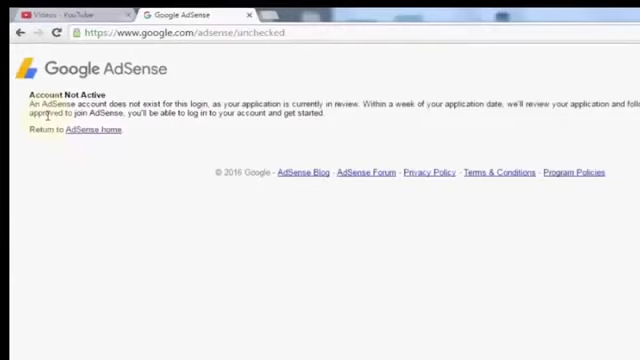 Videos - YouTube
Google AdSense
https://www.google.com/adsense/unchecked
Google AdSense
Account Not Active
An AdSense account does not exist for this login, as your application is currently in review. Within a week of your application date, we'll review your application and
approved to join AdSense, you'll be able to log in to your account and get started.
Return to AdSense home.
© 2016 Google - AdSense Blog - AdSense Forum - Privacy Policy - Terms & Conditions - Program Policies